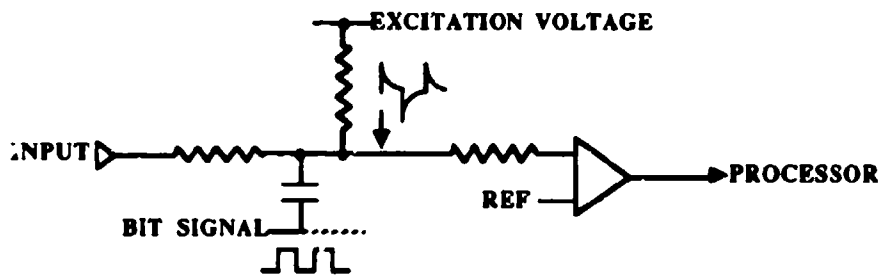 EXCITATION VOLTAGE
INPUT
PROCESSOR
REF
BIT SIGNAL